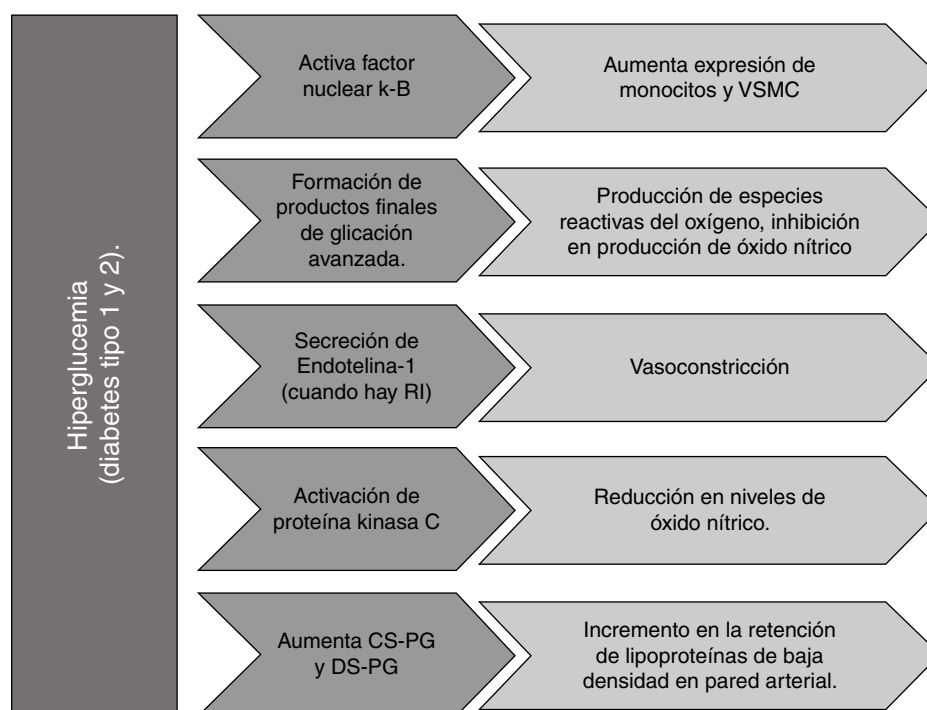 Hiperglucemia
(diabetes tipo 1 y 2).
Activa factor
nuclear k-B
Aumenta expresión de
monocitos y VSMC
Formación de
productos finales
de glicación
avanzada.
Producción de especies
reactivas del oxígeno, inhibición
en producción de óxido nítrico
Secreción de
Endotelina-1
(cuando hay RI)
Vasoconstricción
Activación de
proteína kinasa C
Reducción en niveles de
óxido nítrico.
Aumenta CS-PG
y DS-PG
Incremento en la retención
de lipoproteínas de baja
densidad en pared arterial.